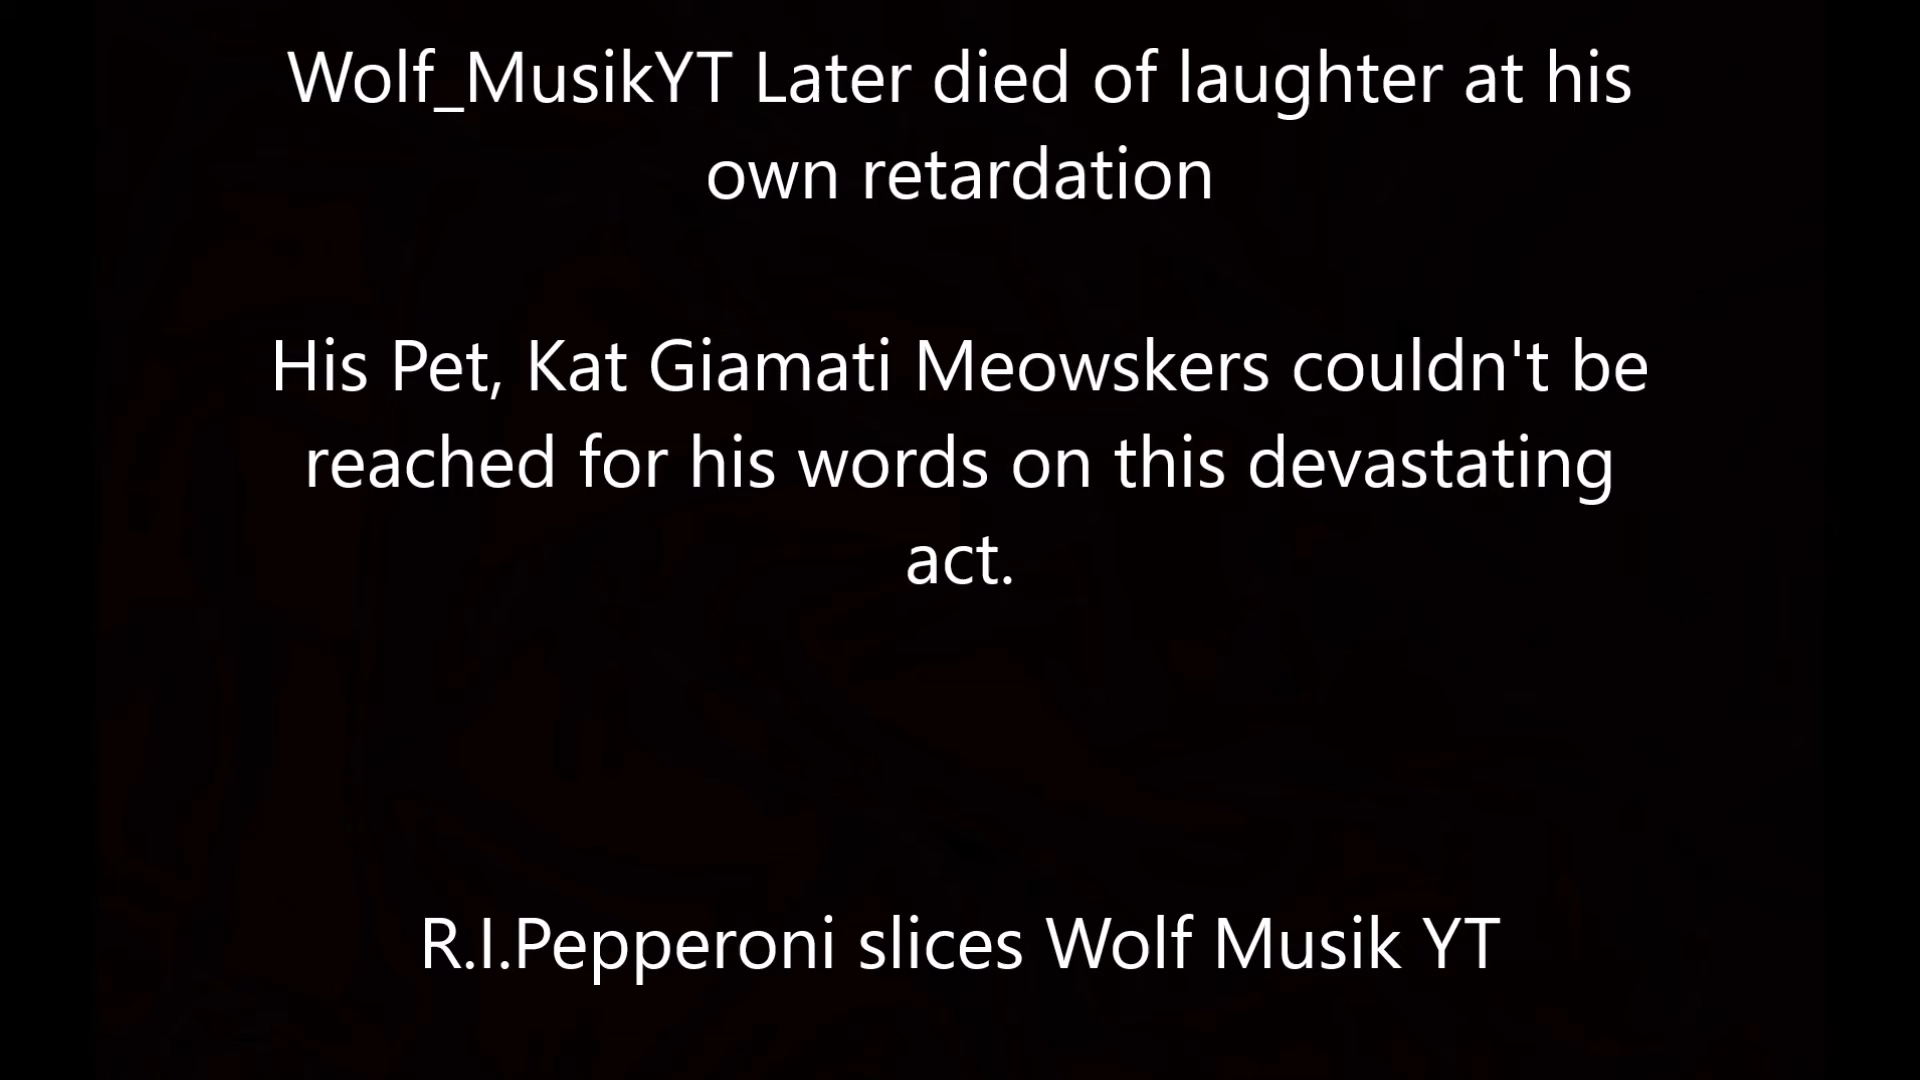 Wolf_MusikYT Later died of laughter at his
own retardation
His Pet, Kat Giamati Meowskers couldn't be
reached for his words on this devastating
act.
R.I.Pepperoni slices Wolf Musik YT